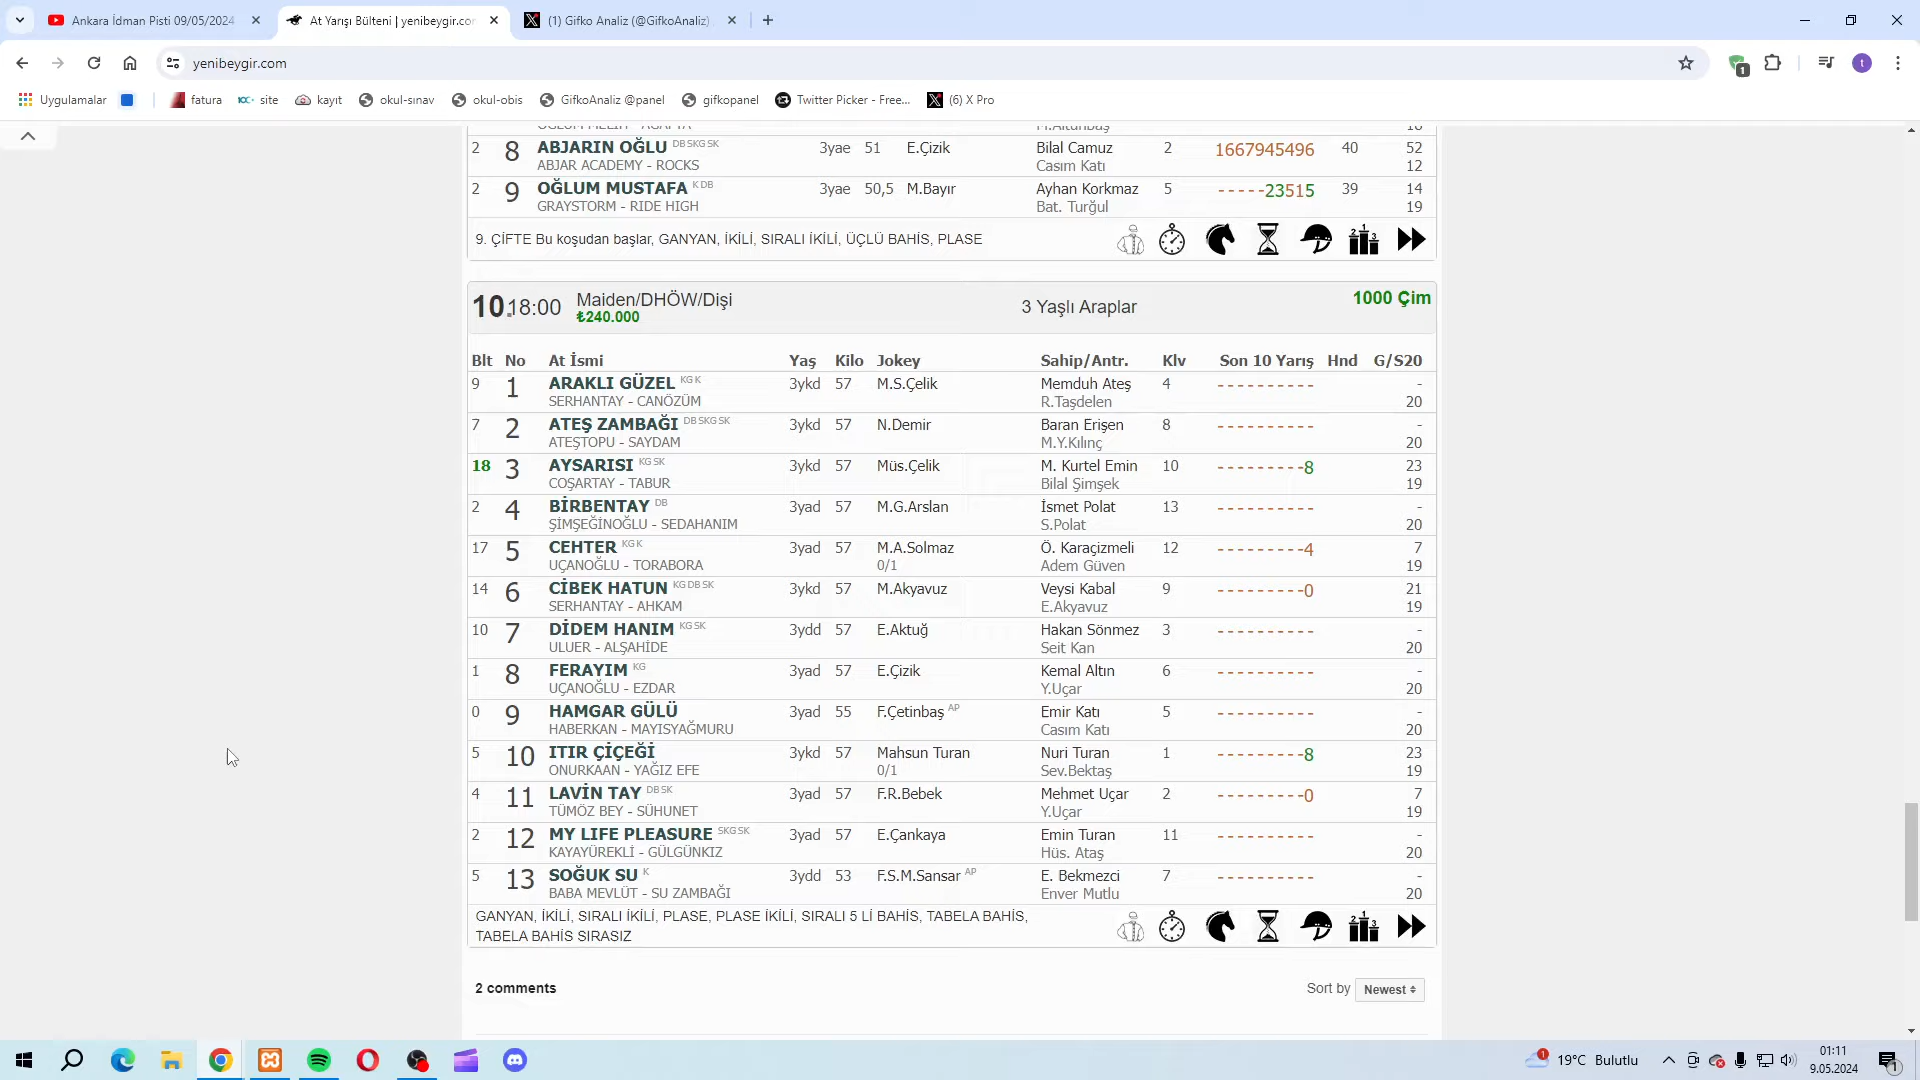 Ankara İdman Pisti 09/05/2024
At Yarışı Bülteni | yenibeygir.cor
(1) Gifko Analiz (@GifkoAnaliz)
yenibeygir.com
1
t
Uygulamalar
fatura
site
kayıt
okul-sınav
okul-obis
GifkoAnaliz @panel
gifkopanel
Twitter Picker - Free...
(6) X Pro
2 8 ABJARIN OĞLU DB SKG SK 3yae 51 E.Çizik Bilal Camuz 2 1667945496 40 52
ABJAR ACADEMY - ROCKS Casım Katı 12
2 9 OĞLUM MUSTAFA K DB 3yae 50,5 M.Bayır Ayhan Korkmaz 5 -----23515 39 14
GRAYSTORM - RIDE HIGH Bat. Turğul 19
9. ÇİFTE Bu koşudan başlar, GANYAN, İKİLİ, SIRALI İKİLİ, ÜÇLÜ BAHİS, PLASE
10. 18:00 Maiden/DHÖW/Dişi 3 Yaşlı Araplar 1000 Çim
₺240.000
Blt No At İsmi Yaş Kilo Jokey Sahip/Antr. Klv Son 10 Yarış Hnd G/S20
9 1 ARAKLI GÜZEL KG K 3ykd 57 M.S.Çelik Memduh Ateş 4 ---------- -
SERHANTAY - CANÖZÜM R.Taşdelen 20
7 2 ATEŞ ZAMBAĞI DB SKG SK 3ykd 57 N.Demir Baran Erişen 8 ---------- -
ATEŞTOPU - SAYDAM M.Y.Kılınç 20
18 3 AYSARISI KG SK 3ykd 57 Müs.Çelik M. Kurtel Emin 10 ---------8 23
COŞARTAY - TABUR Bilal Şimşek 19
2 4 BİRBENTAY DB 3yad 57 M.G.Arslan İsmet Polat 13 ---------- -
ŞİMŞEĞİNOĞLU - SEDAHANIM S.Polat 20
17 5 CEHTER KG K 3yad 57 M.A.Solmaz Ö. Karaçizmeli 12 ---------4 7
UÇANOĞLU - TORABORA 0/1 Adem Güven 19
14 6 CİBEK HATUN KG DB SK 3ykd 57 M.Akyavuz Veysi Kabal 9 ---------0 21
SERHANTAY - AHKAM E.Akyavuz 19
10 7 DİDEM HANIM KG SK 3ydd 57 E.Aktuğ Hakan Sönmez 3 ---------- -
ULUER - ALŞAHİDE Seit Kan 20
1 8 FERAYIM KG 3yad 57 E.Çizik Kemal Altın 6 ---------- -
UÇANOĞLU - EZDAR Y.Uçar 20
0 9 HAMGAR GÜLÜ 3yad 55 F.Çetinbaş AP Emir Katı 5 ---------- -
HABERKAN - MAYISYAĞMURU Casım Katı 20
5 10 ITIR ÇİÇEĞİ 3ykd 57 Mahsun Turan Nuri Turan 1 ---------8 23
ONURKAAN - YAĞIZ EFE 0/1 Sev.Bektaş 19
4 11 LAVİN TAY DB SK 3yad 57 F.R.Bebek Mehmet Uçar 2 ---------0 7
TÜMÖZ BEY - SÜHUNET Y.Uçar 19
2 12 MY LIFE PLEASURE SKG SK 3yad 57 E.Çankaya Emin Turan 11 ---------- -
KAYAYÜREKLİ - GÜLGÜNKIZ Hüs. Ataş 20
5 13 SOĞUK SU K 3ydd 53 F.S.M.Sansar AP E. Bekmezci 7 ---------- -
BABA MEVLÜT - SU ZAMBAĞI Enver Mutlu 20
GANYAN, İKİLİ, SIRALI İKİLİ, PLASE, PLASE İKİLİ, SIRALI 5 Lİ BAHİS, TABELA BAHİS,
TABELA BAHİS SIRASIZ
2 comments Sort by Newest
1 19°C Bulutlu
01:11
9.05.2024
1